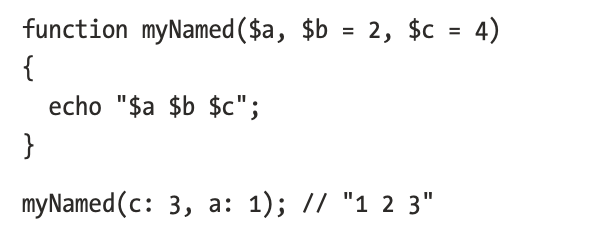 function myNamed($a, $b = 2, $c = 4)
{
  echo "$a $b $c";
}
myNamed(c: 3, a: 1); // "1 2 3"